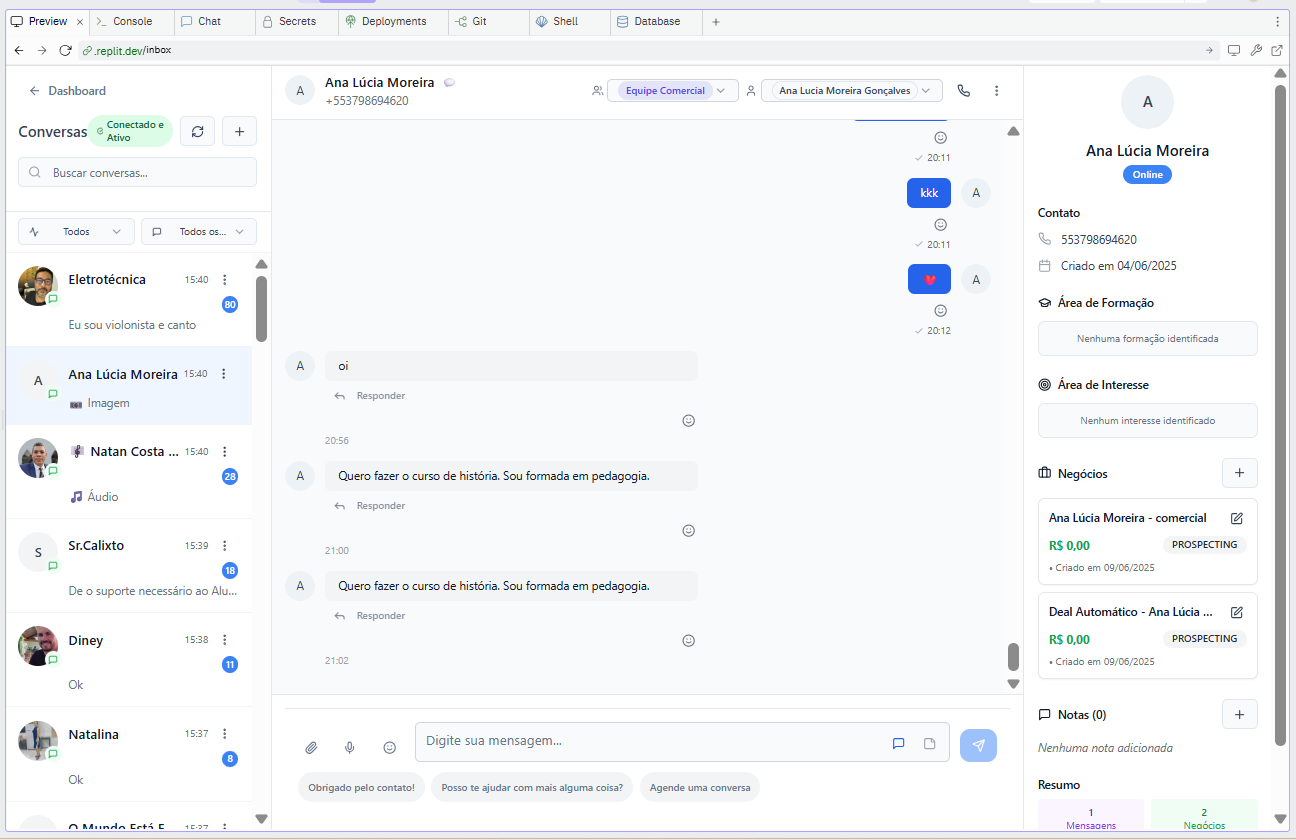 Preview
Console
Chat
Secrets
Deployments
Git
Shell
Database
.replit.dev/inbox
Dashboard
Conversas
Conectado e
Ativo
Buscar conversas...
Todos
Todos os...
Eletrotécnica
15:40
80
Eu sou violonista e canto
A
Ana Lúcia Moreira
15:40
Imagem
Natan Costa ...
15:40
28
Áudio
S
Sr.Calixto
15:39
18
De o suporte necessário ao Alu...
Diney
15:38
11
Ok
Natalina
15:37
8
Ok
O Mundo Está E
15:37
A
Ana Lúcia Moreira
+553798694620
Equipe Comercial
Ana Lucia Moreira Gonçalves
20:11
kkk
A
20:11
A
20:12
A
oi
Responder
20:56
A
Quero fazer o curso de história. Sou formada em pedagogia.
Responder
21:00
A
Quero fazer o curso de história. Sou formada em pedagogia.
Responder
21:02
Digite sua mensagem...
Obrigado pelo contato!
Posso te ajudar com mais alguma coisa?
Agende uma conversa
A
Ana Lúcia Moreira
Online
Contato
553798694620
Criado em 04/06/2025
Área de Formação
Nenhuma formação identificada
Área de Interesse
Nenhum interesse identificado
Negócios
Ana Lúcia Moreira - comercial
R$ 0,00
PROSPECTING
• Criado em 09/06/2025
Deal Automático - Ana Lúcia ...
R$ 0,00
PROSPECTING
• Criado em 09/06/2025
Notas (0)
Nenhuma nota adicionada
Resumo
1
Mensagens
2
Negócios